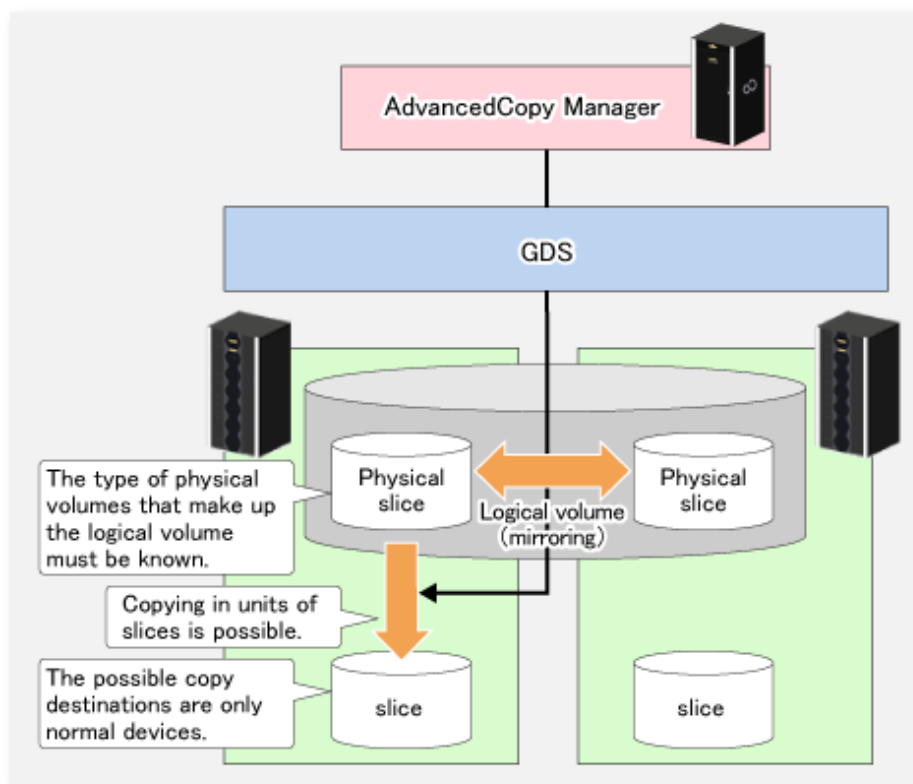 AdvancedCopy Manager
GDS
Physical
slice
Physical
slice
Logical volume
(mirroring)
The type of physical
volumes that make up
the logical volume
must be known.
Copying in units of
slices is possible.
The possible copy
destinations are only
normal devices.
slice
slice